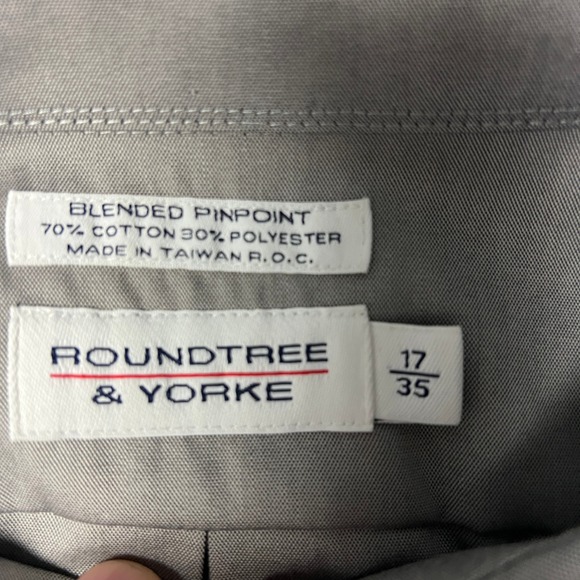 BLENDED PINPOINT
70% COTTON 30% POLYESTER
MADE IN TAIWAN R.O.C.
ROUNDTREE
& YORKE
17
35